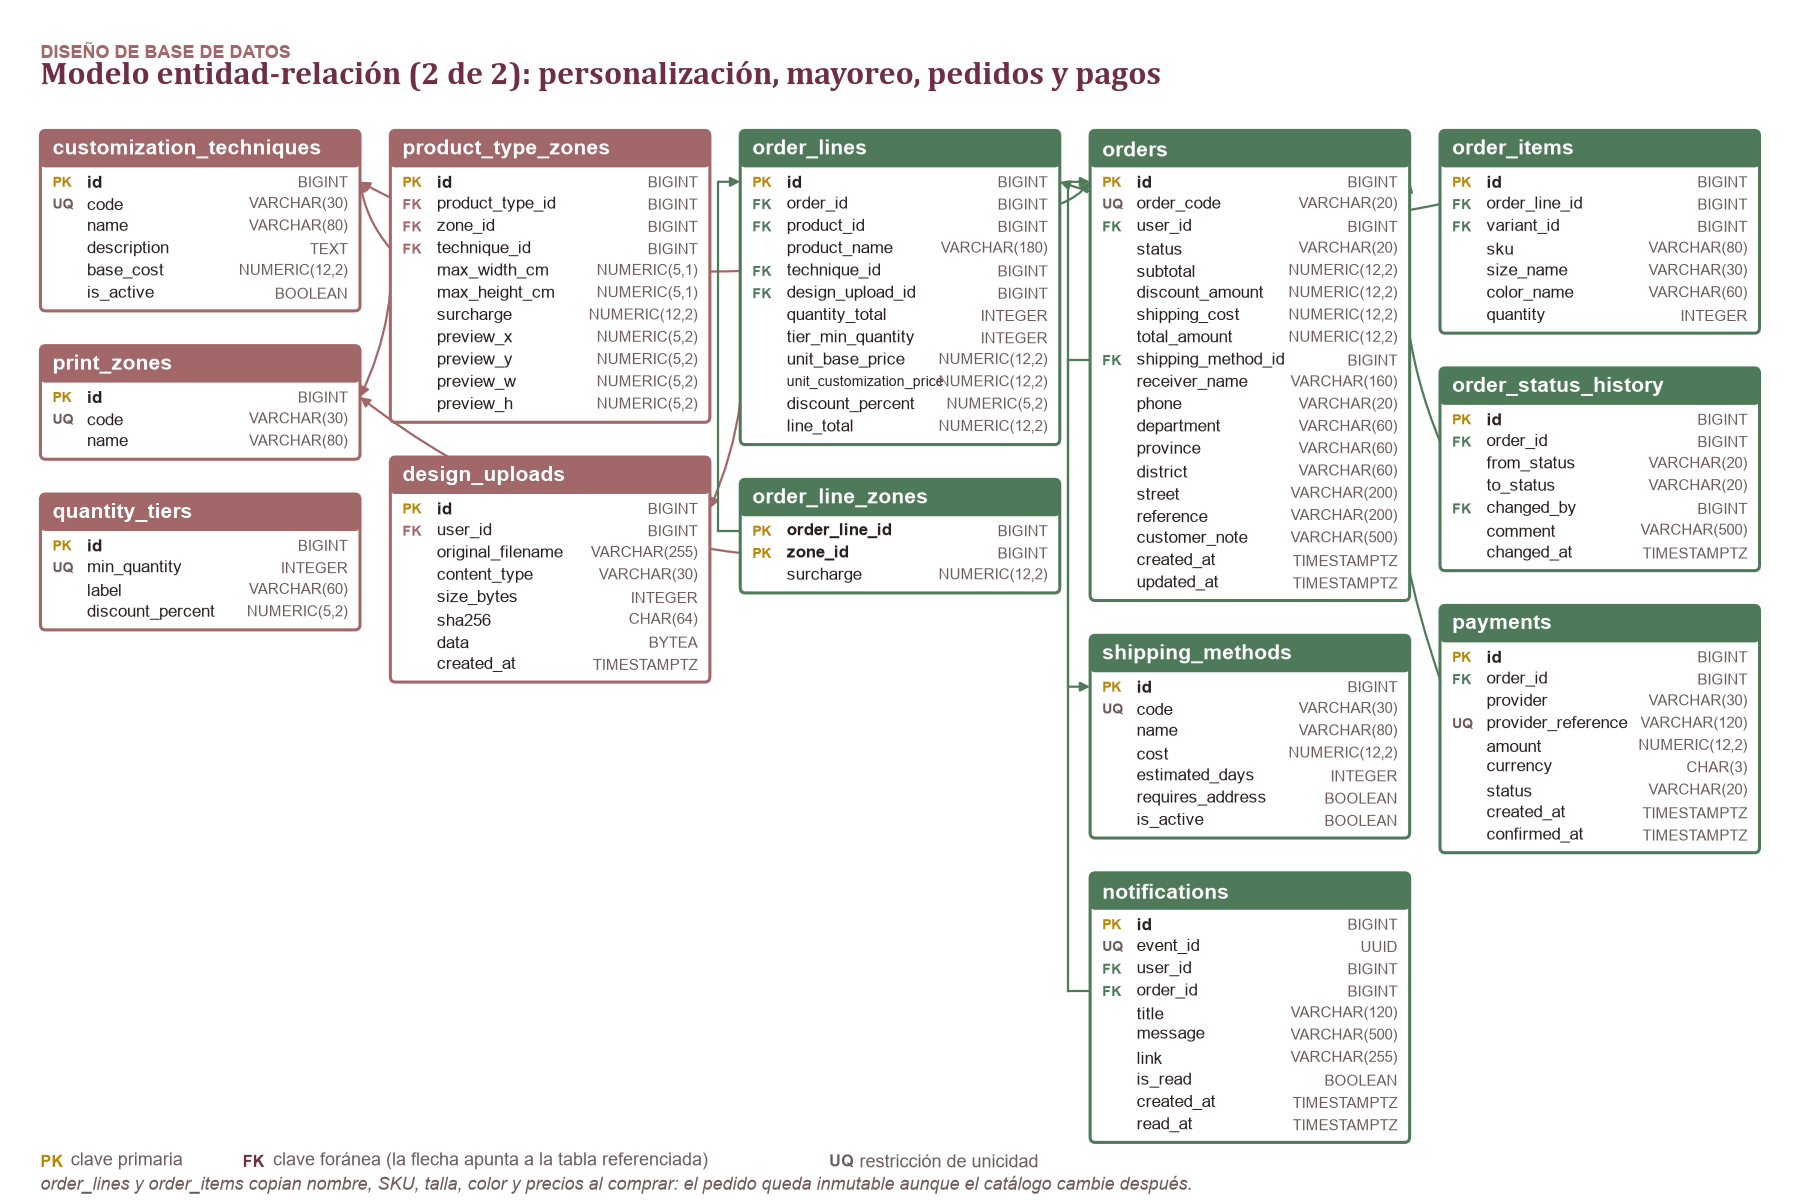 DISEÑO DE BASE DE DATOS
Modelo entidad-relación (2 de 2): personalización, mayoreo, pedidos y pagos
customization_techniques
PK id BIGINT
UQ code VARCHAR(30)
name VARCHAR(80)
description TEXT
base_cost NUMERIC(12,2)
is_active BOOLEAN
print_zones
PK id BIGINT
UQ code VARCHAR(30)
name VARCHAR(80)
quantity_tiers
PK id BIGINT
UQ min_quantity INTEGER
label VARCHAR(60)
discount_percent NUMERIC(5,2)
product_type_zones
PK id BIGINT
FK product_type_id BIGINT
FK zone_id BIGINT
FK technique_id BIGINT
max_width_cm NUMERIC(5,1)
max_height_cm NUMERIC(5,1)
surcharge NUMERIC(12,2)
preview_x NUMERIC(5,2)
preview_y NUMERIC(5,2)
preview_w NUMERIC(5,2)
preview_h NUMERIC(5,2)
design_uploads
PK id BIGINT
FK user_id BIGINT
original_filename VARCHAR(255)
content_type VARCHAR(30)
size_bytes INTEGER
sha256 CHAR(64)
data BYTEA
created_at TIMESTAMPTZ
order_lines
PK id BIGINT
FK order_id BIGINT
FK product_id BIGINT
product_name VARCHAR(180)
FK technique_id BIGINT
FK design_upload_id BIGINT
quantity_total INTEGER
tier_min_quantity INTEGER
unit_base_price NUMERIC(12,2)
unit_customization_price NUMERIC(12,2)
discount_percent NUMERIC(5,2)
line_total NUMERIC(12,2)
order_line_zones
PK order_line_id BIGINT
PK zone_id BIGINT
surcharge NUMERIC(12,2)
orders
PK id BIGINT
UQ order_code VARCHAR(20)
FK user_id BIGINT
status VARCHAR(20)
subtotal NUMERIC(12,2)
discount_amount NUMERIC(12,2)
shipping_cost NUMERIC(12,2)
total_amount NUMERIC(12,2)
FK shipping_method_id BIGINT
receiver_name VARCHAR(160)
phone VARCHAR(20)
department VARCHAR(60)
province VARCHAR(60)
district VARCHAR(60)
street VARCHAR(200)
reference VARCHAR(200)
customer_note VARCHAR(500)
created_at TIMESTAMPTZ
updated_at TIMESTAMPTZ
shipping_methods
PK id BIGINT
UQ code VARCHAR(30)
name VARCHAR(80)
cost NUMERIC(12,2)
estimated_days INTEGER
requires_address BOOLEAN
is_active BOOLEAN
notifications
PK id BIGINT
UQ event_id UUID
FK user_id BIGINT
FK order_id BIGINT
title VARCHAR(120)
message VARCHAR(500)
link VARCHAR(255)
is_read BOOLEAN
created_at TIMESTAMPTZ
read_at TIMESTAMPTZ
order_items
PK id BIGINT
FK order_line_id BIGINT
FK variant_id BIGINT
sku VARCHAR(80)
size_name VARCHAR(30)
color_name VARCHAR(60)
quantity INTEGER
order_status_history
PK id BIGINT
FK order_id BIGINT
from_status VARCHAR(20)
to_status VARCHAR(20)
FK changed_by BIGINT
comment VARCHAR(500)
changed_at TIMESTAMPTZ
payments
PK id BIGINT
FK order_id BIGINT
provider VARCHAR(30)
UQ provider_reference VARCHAR(120)
amount NUMERIC(12,2)
currency CHAR(3)
status VARCHAR(20)
created_at TIMESTAMPTZ
confirmed_at TIMESTAMPTZ
PK clave primaria FK clave foránea (la flecha apunta a la tabla referenciada) UQ restricción de unicidad
order_lines y order_items copian nombre, SKU, talla, color y precios al comprar: el pedido queda inmutable aunque el catálogo cambie después.